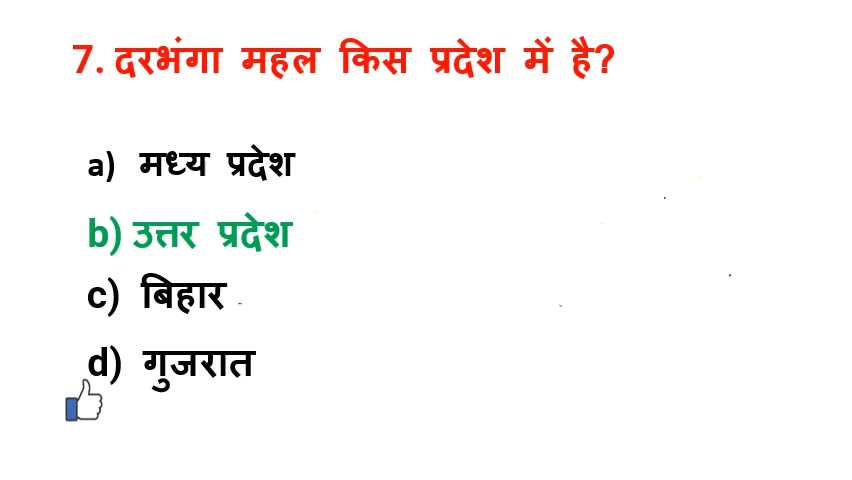 7. दरभंगा महल किस प्रदेश में है?
a) मध्य प्रदेश
b) उत्तर प्रदेश
c) बिहार
d) गुजरात